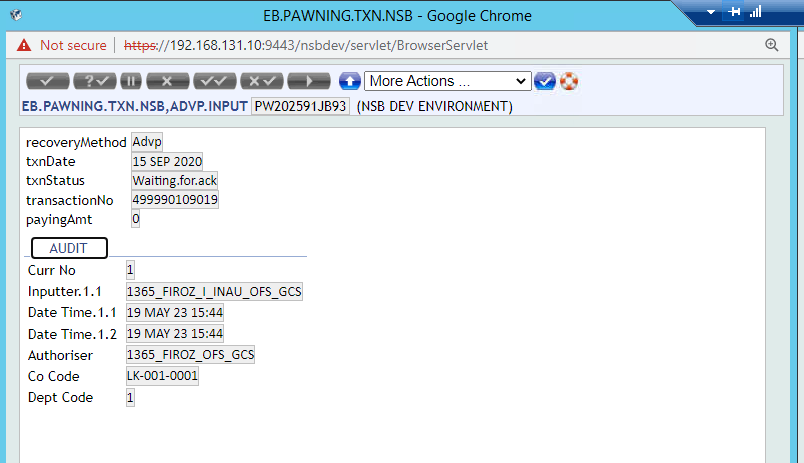 EB.PAWNING.TXN.NSB - Google Chrome
Not secure https://192.168.131.10:9443/nsbdev/servlet/BrowserServlet
More Actions ...
EB.PAWNING.TXN.NSB,ADVP.INPUT PW202591JB93 (NSB DEV ENVIRONMENT)
recoveryMethod Advp
txnDate 15 SEP 2020
txnStatus Waiting.for.ack
transactionNo 499990109019
payingAmt 0
AUDIT
Curr No 1
Inputter.1.1 1365_FIROZ_I_INAU_OFS_GCS
Date Time.1.1 19 MAY 23 15:44
Date Time.1.2 19 MAY 23 15:44
Authoriser 1365_FIROZ_OFS_GCS
Co Code LK-001-0001
Dept Code 1